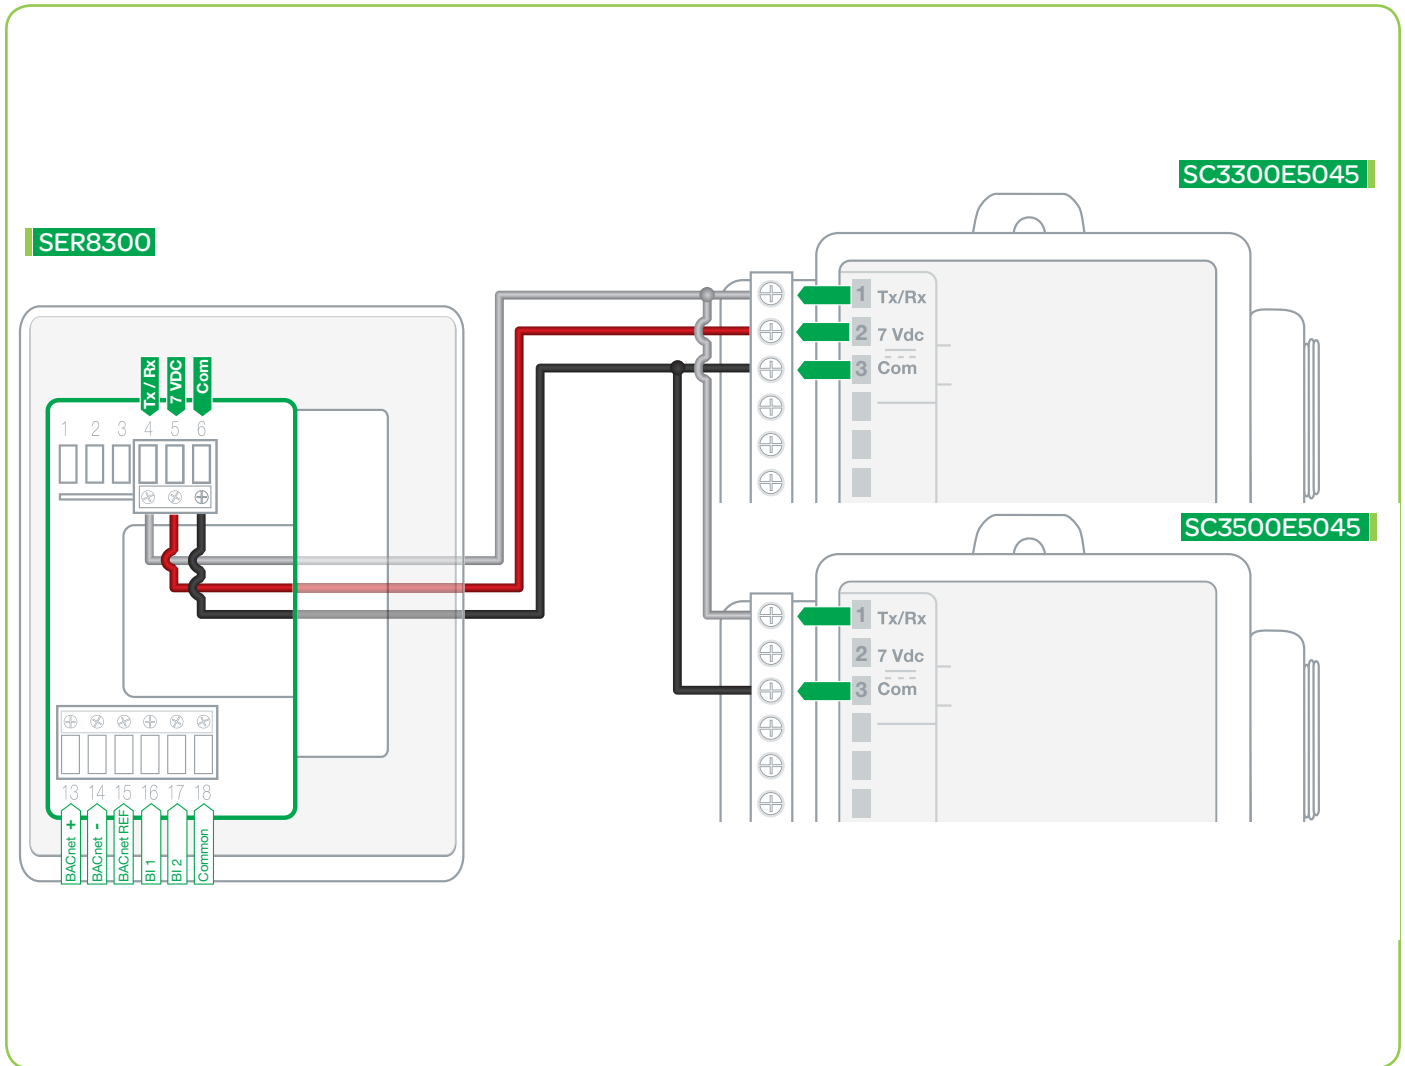 SC3300E5045
SER8300
1 Tx/Rx
2 7 Vdc
3 Com
Tx / Rx
7 VDC
Com
1 2 3 4 5 6
SC3500E5045
1 Tx/Rx
2 7 Vdc
3 Com
13 14 15 16 17 18
BACnet +
BACnet -
BACnet REF
BI 1
BI 2
Common